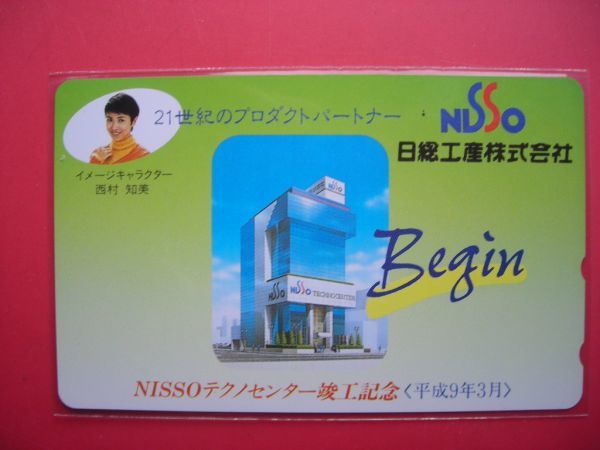 21世紀のプロダクトパートナー
NISSO
日総工産株式会社
イメージキャラクター
西村 知美
NISSO
NISSO
NISSO TECHNOCENTER
Begin
NISSOテクノセンター竣工記念〈平成9年3月〉